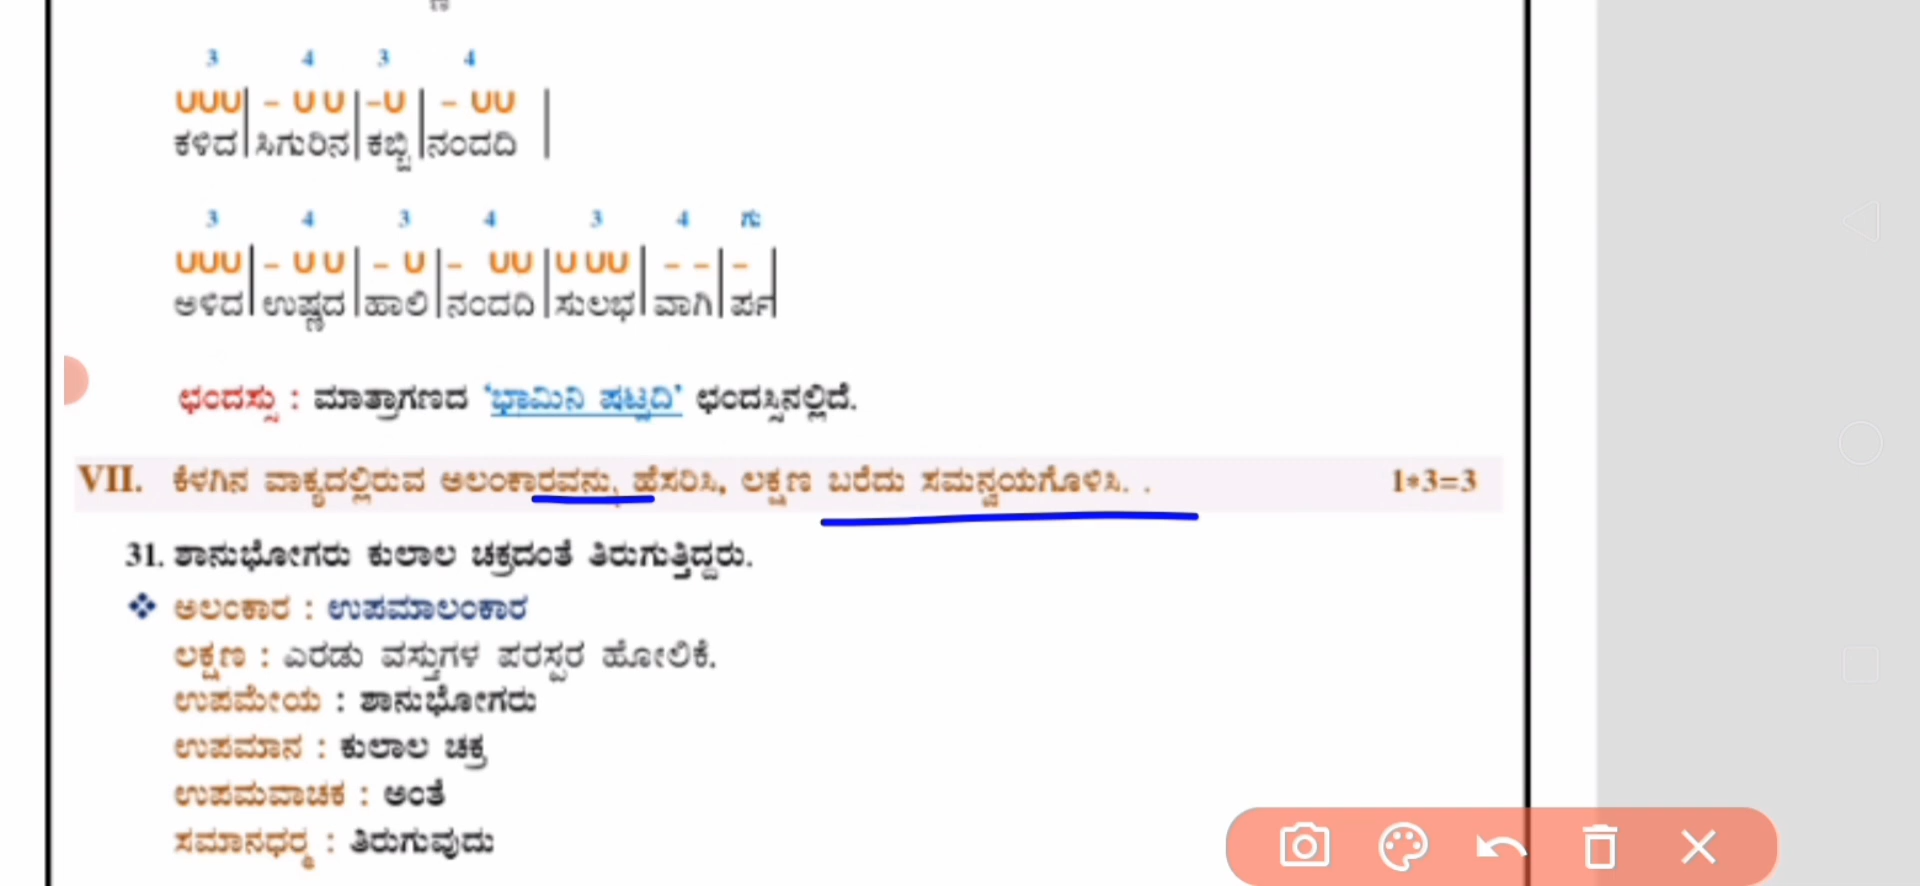 3 4 3 4
UUU - U U -U - UU
ಕಳಿದ ಸಿಗುರಿನ ಕಬ್ಬಿ ನಂದದಿ
3 4 3 4 3 4 ಗು
UUU - U U - U - UU U UU - - -
ಅಳಿದ ಉಷ್ಣದ ಹಾಲಿ ನಂದದಿ ಸುಲಭ ವಾಗಿರ್ಪ
ಛಂದಸ್ಸು : ಮಾತ್ರಾಗಣದ 'ಭಾಮಿನಿ ಷಟ್ಪದಿ' ಛಂದಸ್ಸಿನಲ್ಲಿದೆ.
VII. ಕೆಳಗಿನ ವಾಕ್ಯದಲ್ಲಿರುವ ಅಲಂಕಾರವನ್ನು ಹೆಸರಿಸಿ, ಲಕ್ಷಣ ಬರೆದು ಸಮನ್ವಯಗೊಳಿಸಿ. . 1*3=3
31. ಶಾನುಭೋಗರು ಕುಲಾಲ ಚಕ್ರದಂತೆ ತಿರುಗುತ್ತಿದ್ದರು.
❖ ಅಲಂಕಾರ : ಉಪಮಾಲಂಕಾರ
ಲಕ್ಷಣ : ಎರಡು ವಸ್ತುಗಳ ಪರಸ್ಪರ ಹೋಲಿಕೆ.
ಉಪಮೇಯ : ಶಾನುಭೋಗರು
ಉಪಮಾನ : ಕುಲಾಲ ಚಕ್ರ
ಉಪಮವಾಚಕ : ಅಂತೆ
ಸಮಾನಧರ್ಮ : ತಿರುಗುವುದು